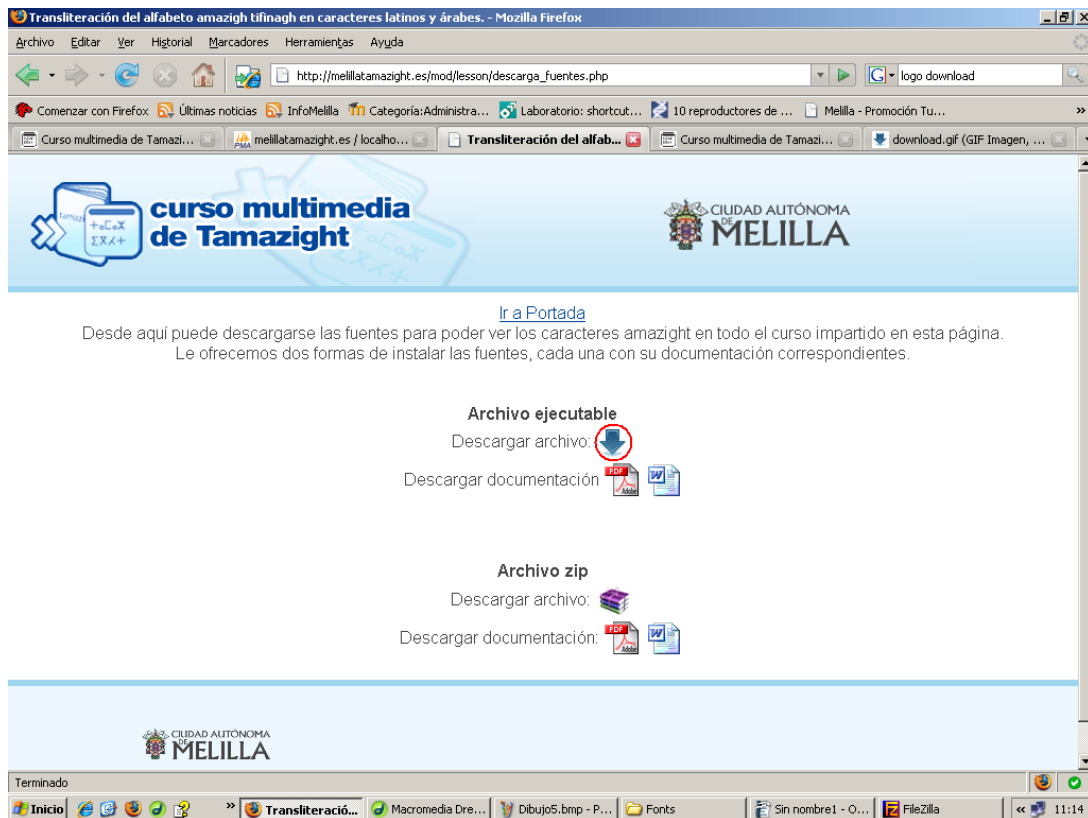 Transliteración del alfabeto amazigh tifinagh en caracteres latinos y árabes. - Mozilla Firefox
Archivo Editar Ver Historial Marcadores Herramientas Ayuda
http://melillatamazight.es/mod/lesson/descarga_fuentes.php
G logo download
Comenzar con Firefox Últimas noticias InfoMelilla Categoría:Administra... Laboratorio: shortcut... 10 reproductores de ... Melilla - Promoción Tu... »
Curso multimedia de Tamazi... PMA melillatamazight.es / localho... Transliteración del alfab... Curso multimedia de Tamazi... download.gif (GIF Imagen, ...
curso multimedia
de Tamazight
CIUDAD AUTÓNOMA
DE
MELILLA
Ir a Portada
Desde aquí puede descargarse las fuentes para poder ver los caracteres amazight en todo el curso impartido en esta página.
Le ofrecemos dos formas de instalar las fuentes, cada una con su documentación correspondientes.
Archivo ejecutable
Descargar archivo:
Descargar documentación PDF Adobe W
Archivo zip
Descargar archivo:
Descargar documentación: PDF Adobe W
CIUDAD AUTÓNOMA
DE
MELILLA
Terminado
Inicio » Transliteració... Macromedia Dre... Dibujo5.bmp - P... Fonts Sin nombre1 - O... FileZilla « 11:14